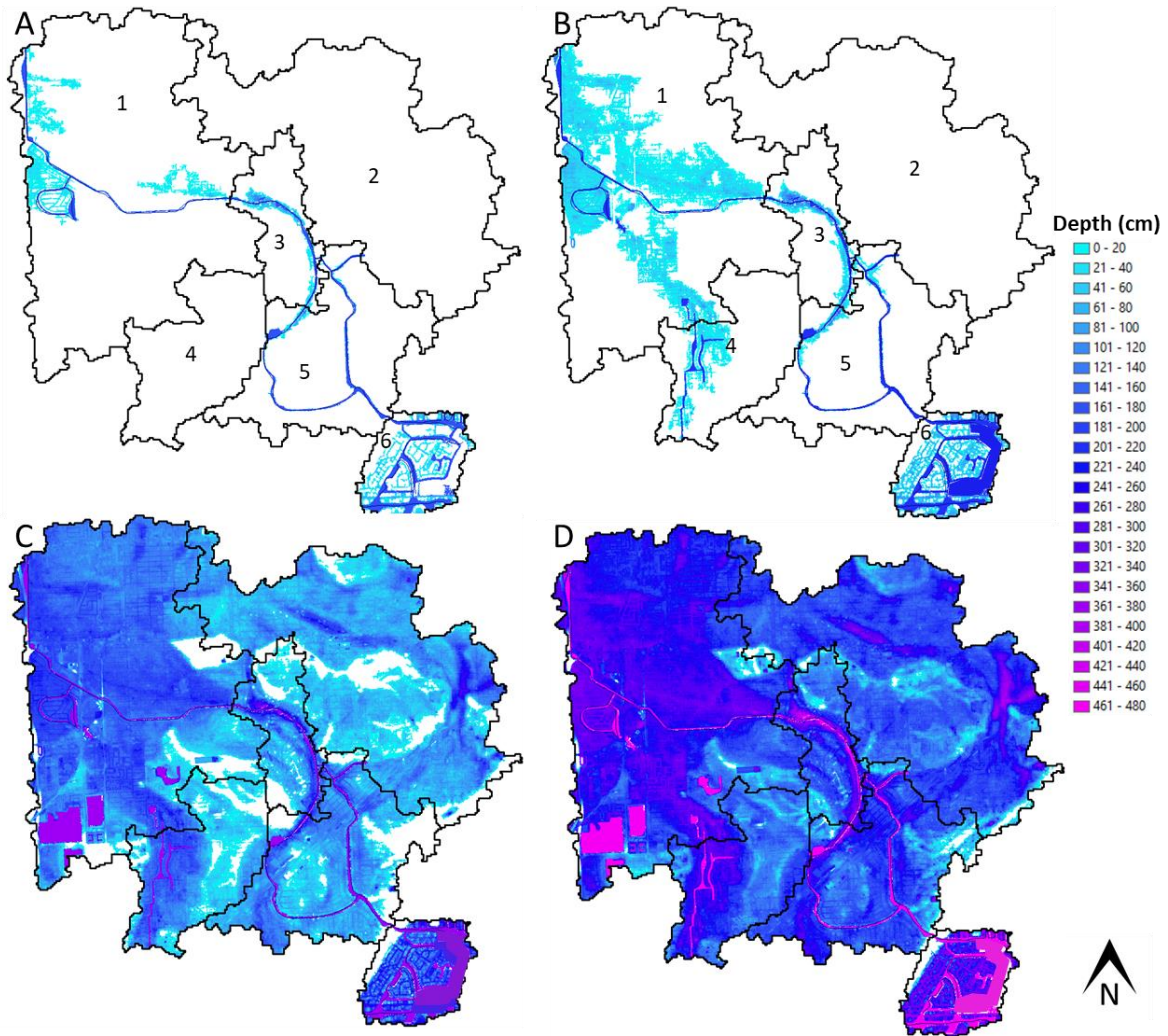 A
B
1
2
3
4
5
6
1
2
3
4
5
6
Depth (cm)
0 - 20
21 - 40
41 - 60
61 - 80
81 - 100
101 - 120
121 - 140
141 - 160
161 - 180
181 - 200
201 - 220
221 - 240
241 - 260
261 - 280
281 - 300
301 - 320
321 - 340
341 - 360
361 - 380
381 - 400
401 - 420
421 - 440
441 - 460
461 - 480
C
D
N